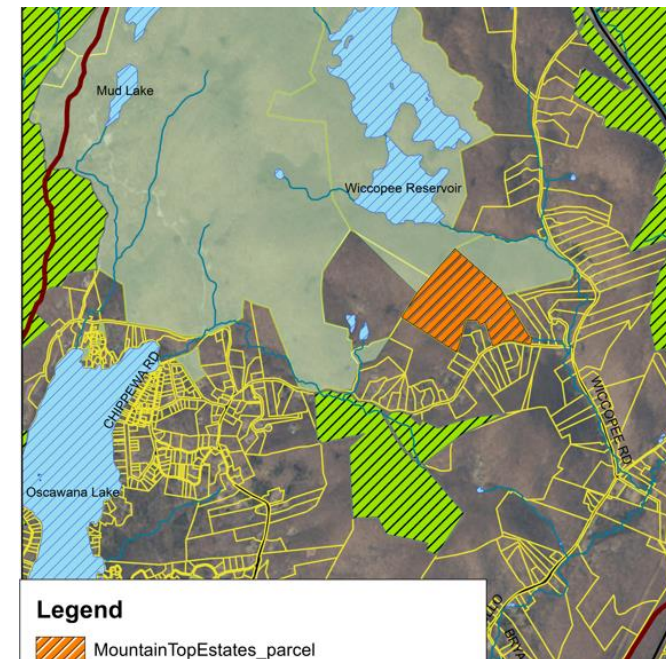 Mud Lake
Wiccopee Reservoir
CHIPPEWA RD
WICCOPEE RD
Oscawana Lake
Legend
MountainTopEstates_parcel